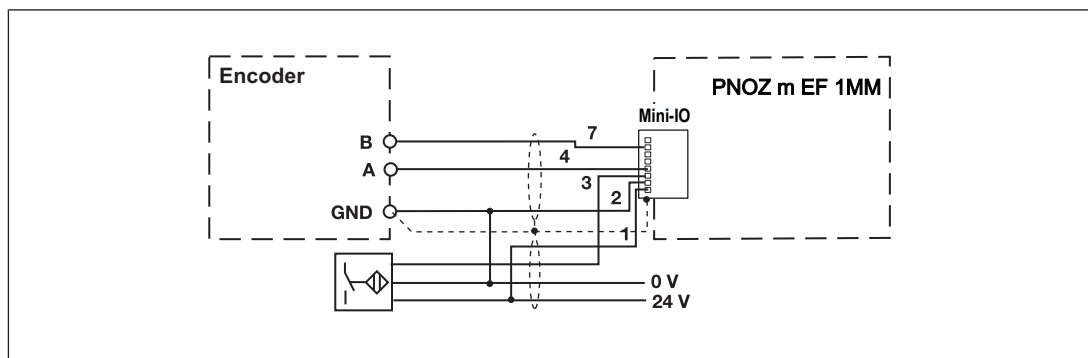 Encoder
PNOZ m EF 1MM
Mini-IO
B
7
4
A
3
2
GND
1
0 V
24 V